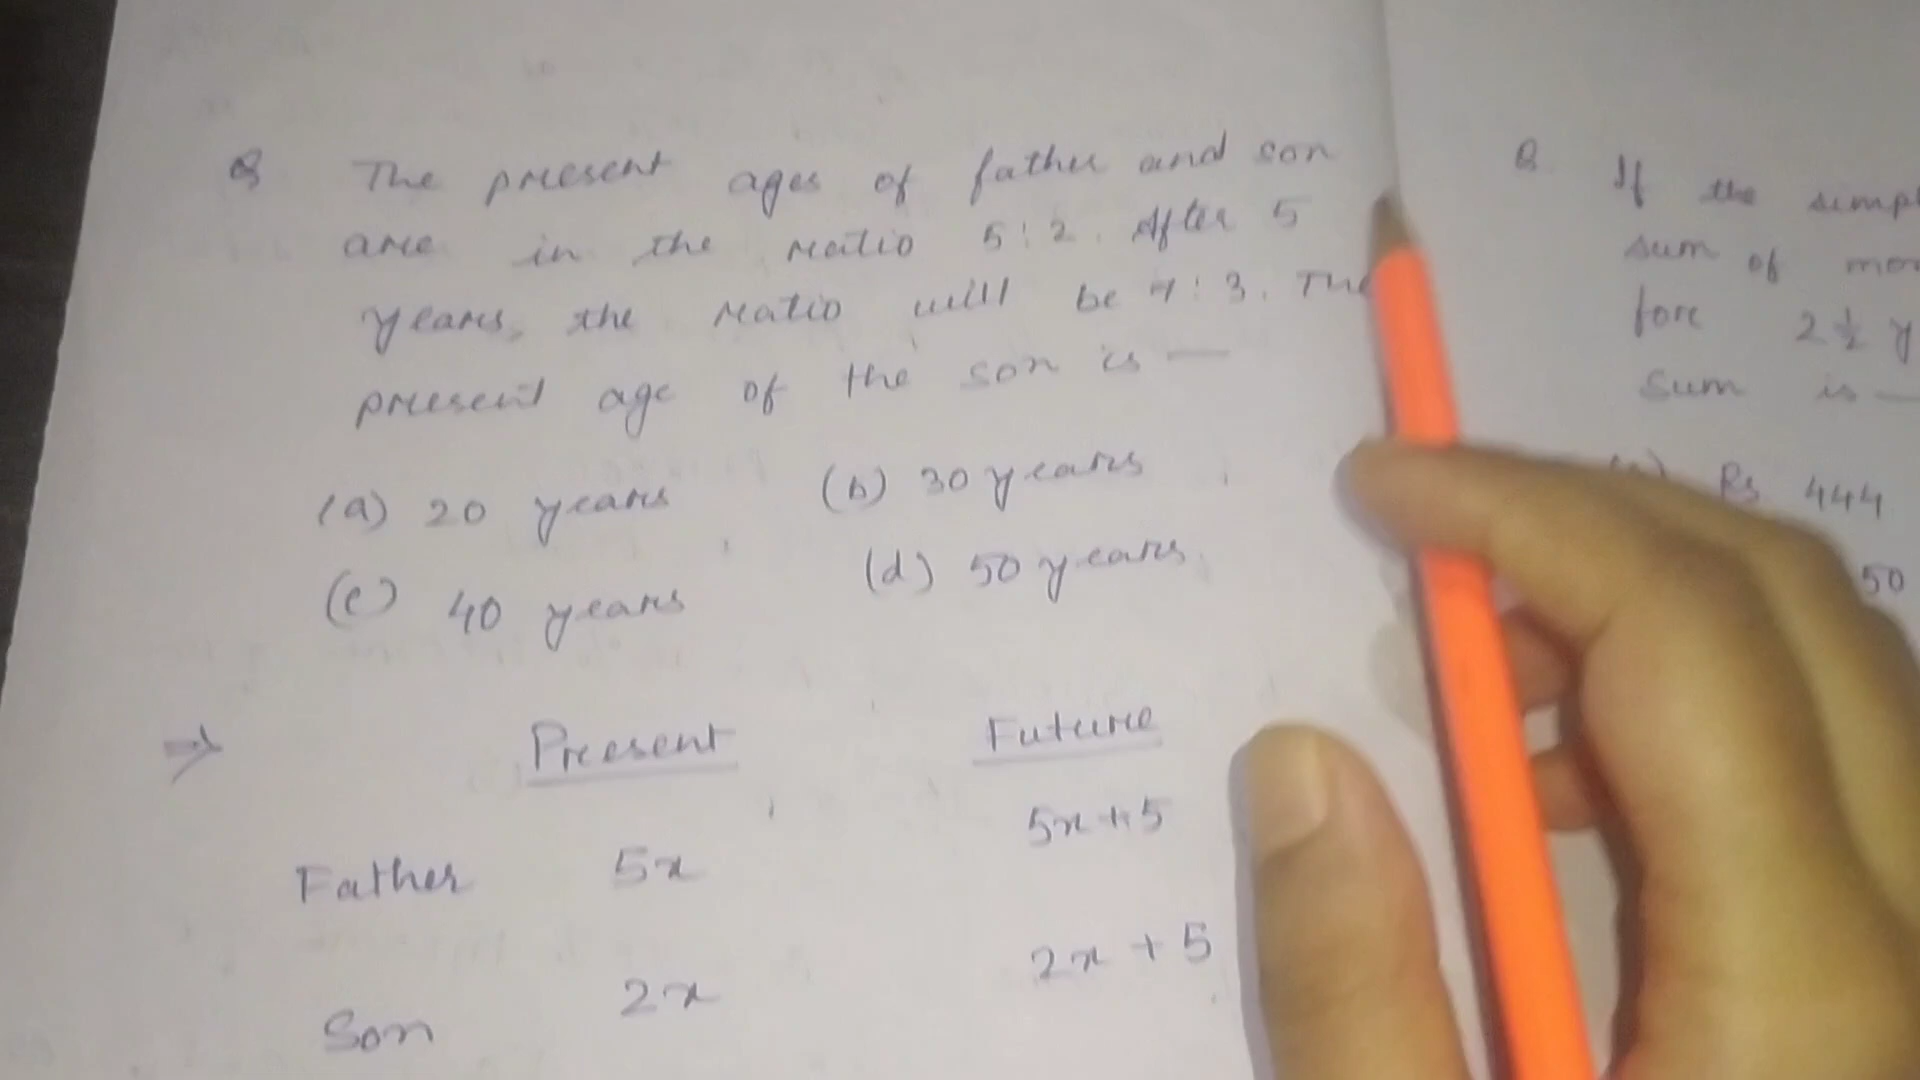 Q The present ages of father and son
are in the ratio 5:2. After 5
years, the ratio will be 7:3. The
present age of the son is —
(a) 20 years (b) 30 years
(c) 40 years (d) 50 years
⇒ Present Future
Father 5x 5x+5
Son 2x 2x + 5
Q. If the
sum of
for 2½
sum is —
Rs 444
50